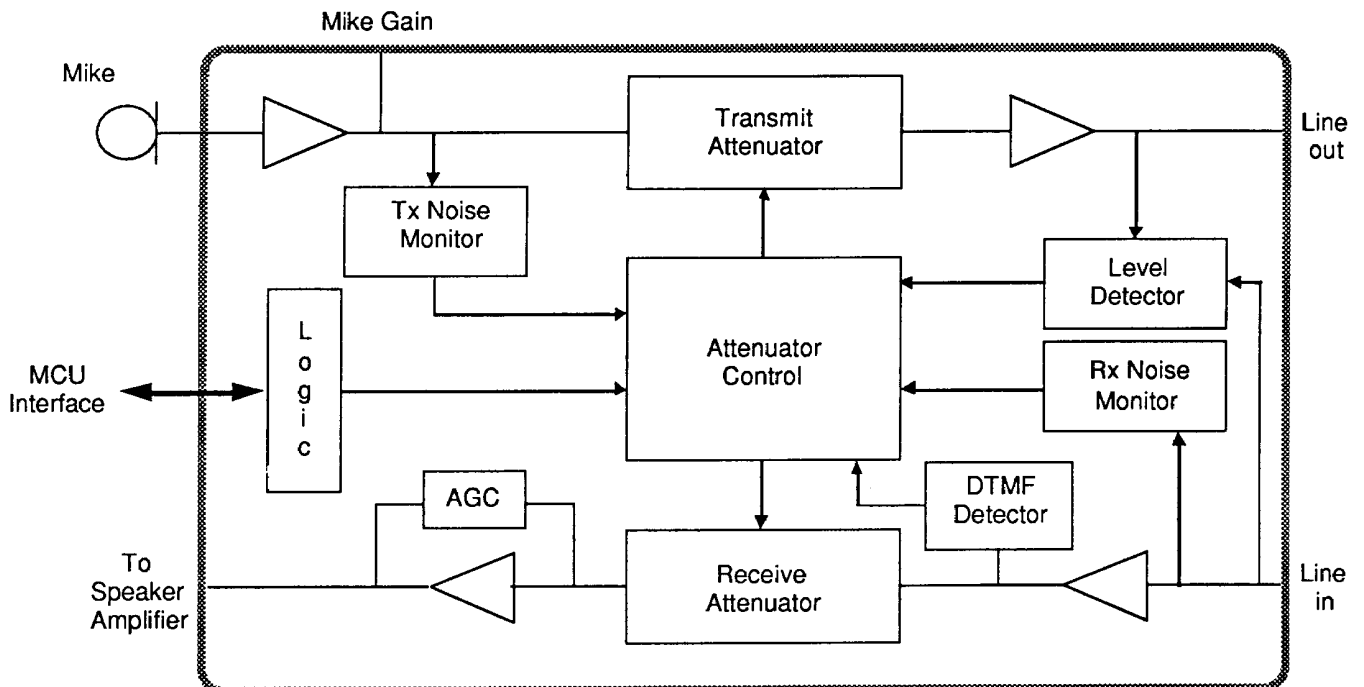 Mike Gain
Mike
Transmit
Attenuator
Line
out
Tx Noise
Monitor
Level
Detector
L
o
g
i
c
Attenuator
Control
MCU
Interface
Rx Noise
Monitor
AGC
DTMF
Detector
To
Speaker
Amplifier
Receive
Attenuator
Line
in